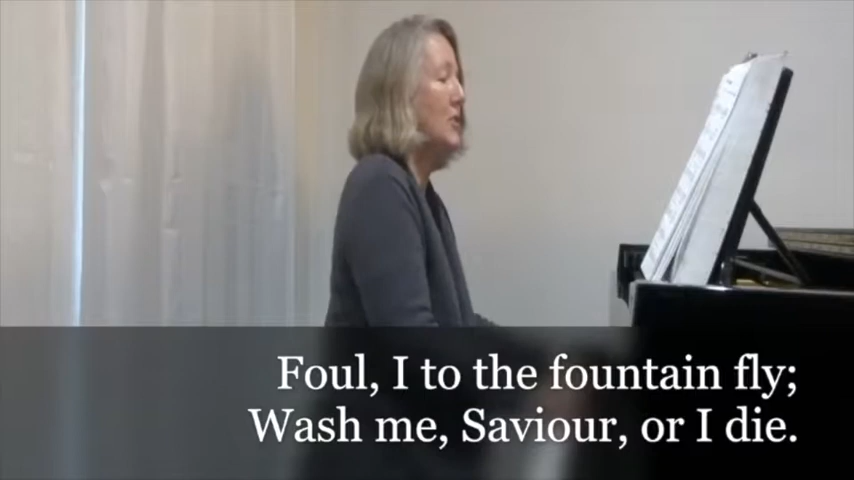 Foul, I to the fountain fly;
Wash me, Saviour, or I die.